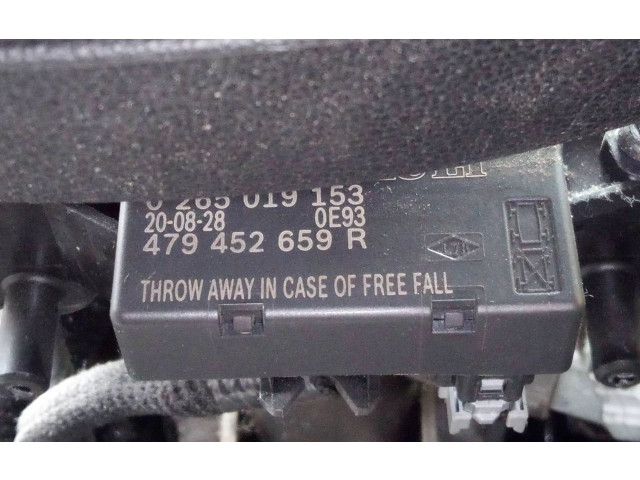 0 265 019 153
20-08-28 0E93
479 452 659 R
THROW AWAY IN CASE OF FREE FALL